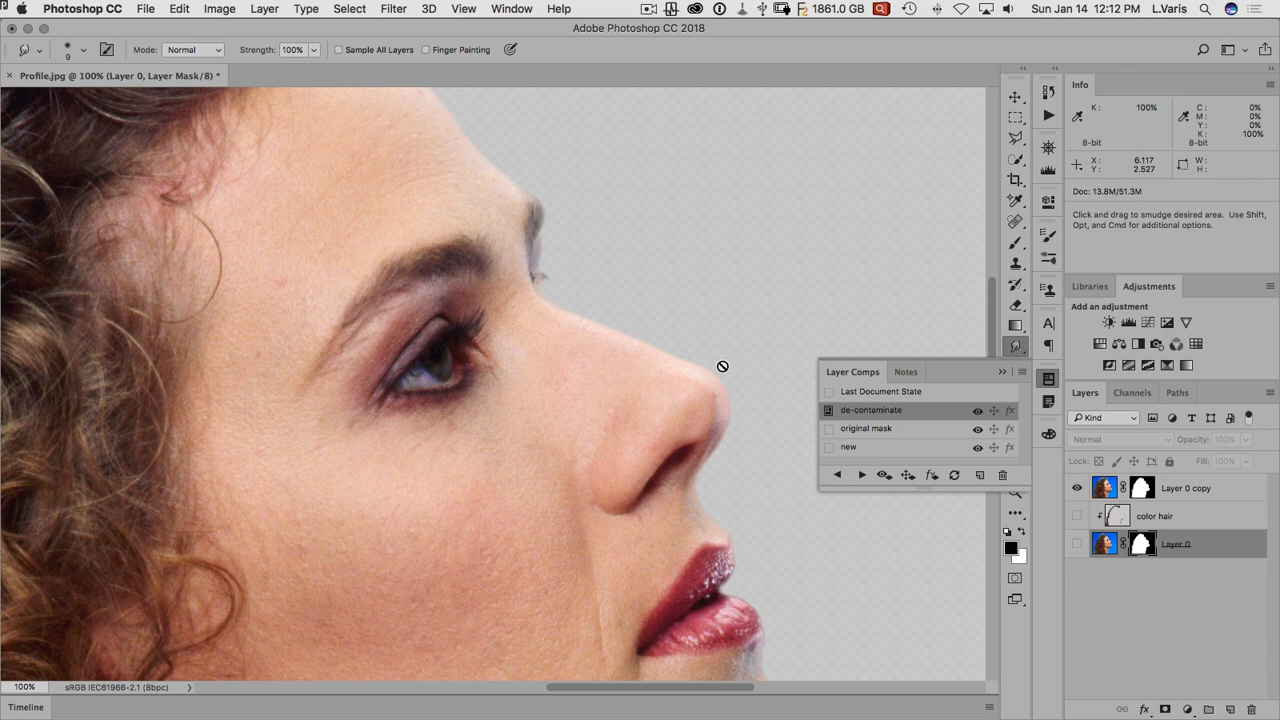 Photoshop CC File Edit Image Layer Type Select Filter 3D View Window Help 1861.0 GB Sun Jan 14 12:12 PM L.Varis
Adobe Photoshop CC 2018
9 Mode: Normal Strength: 100% Sample All Layers Finger Painting
× Profile.jpg @ 100% (Layer 0, Layer Mask/8) *
Info
K: 100% C: 0%
M: 0%
Y: 0%
K: 100%
8-bit 8-bit
X: 6.117 W:
Y: 2.527 H:
Doc: 13.8M/51.3M
Click and drag to smudge desired area. Use Shift,
Opt, and Cmd for additional options.
Libraries Adjustments
Add an adjustment
Layer Comps Notes
Last Document State
de-contaminate
original mask
new
Layers Channels Paths
Kind
Normal Opacity: 100%
Lock: Fill: 100%
Layer 0 copy
color hair
Layer 0
100% sRGB IEC61966-2.1 (8bpc)
Timeline